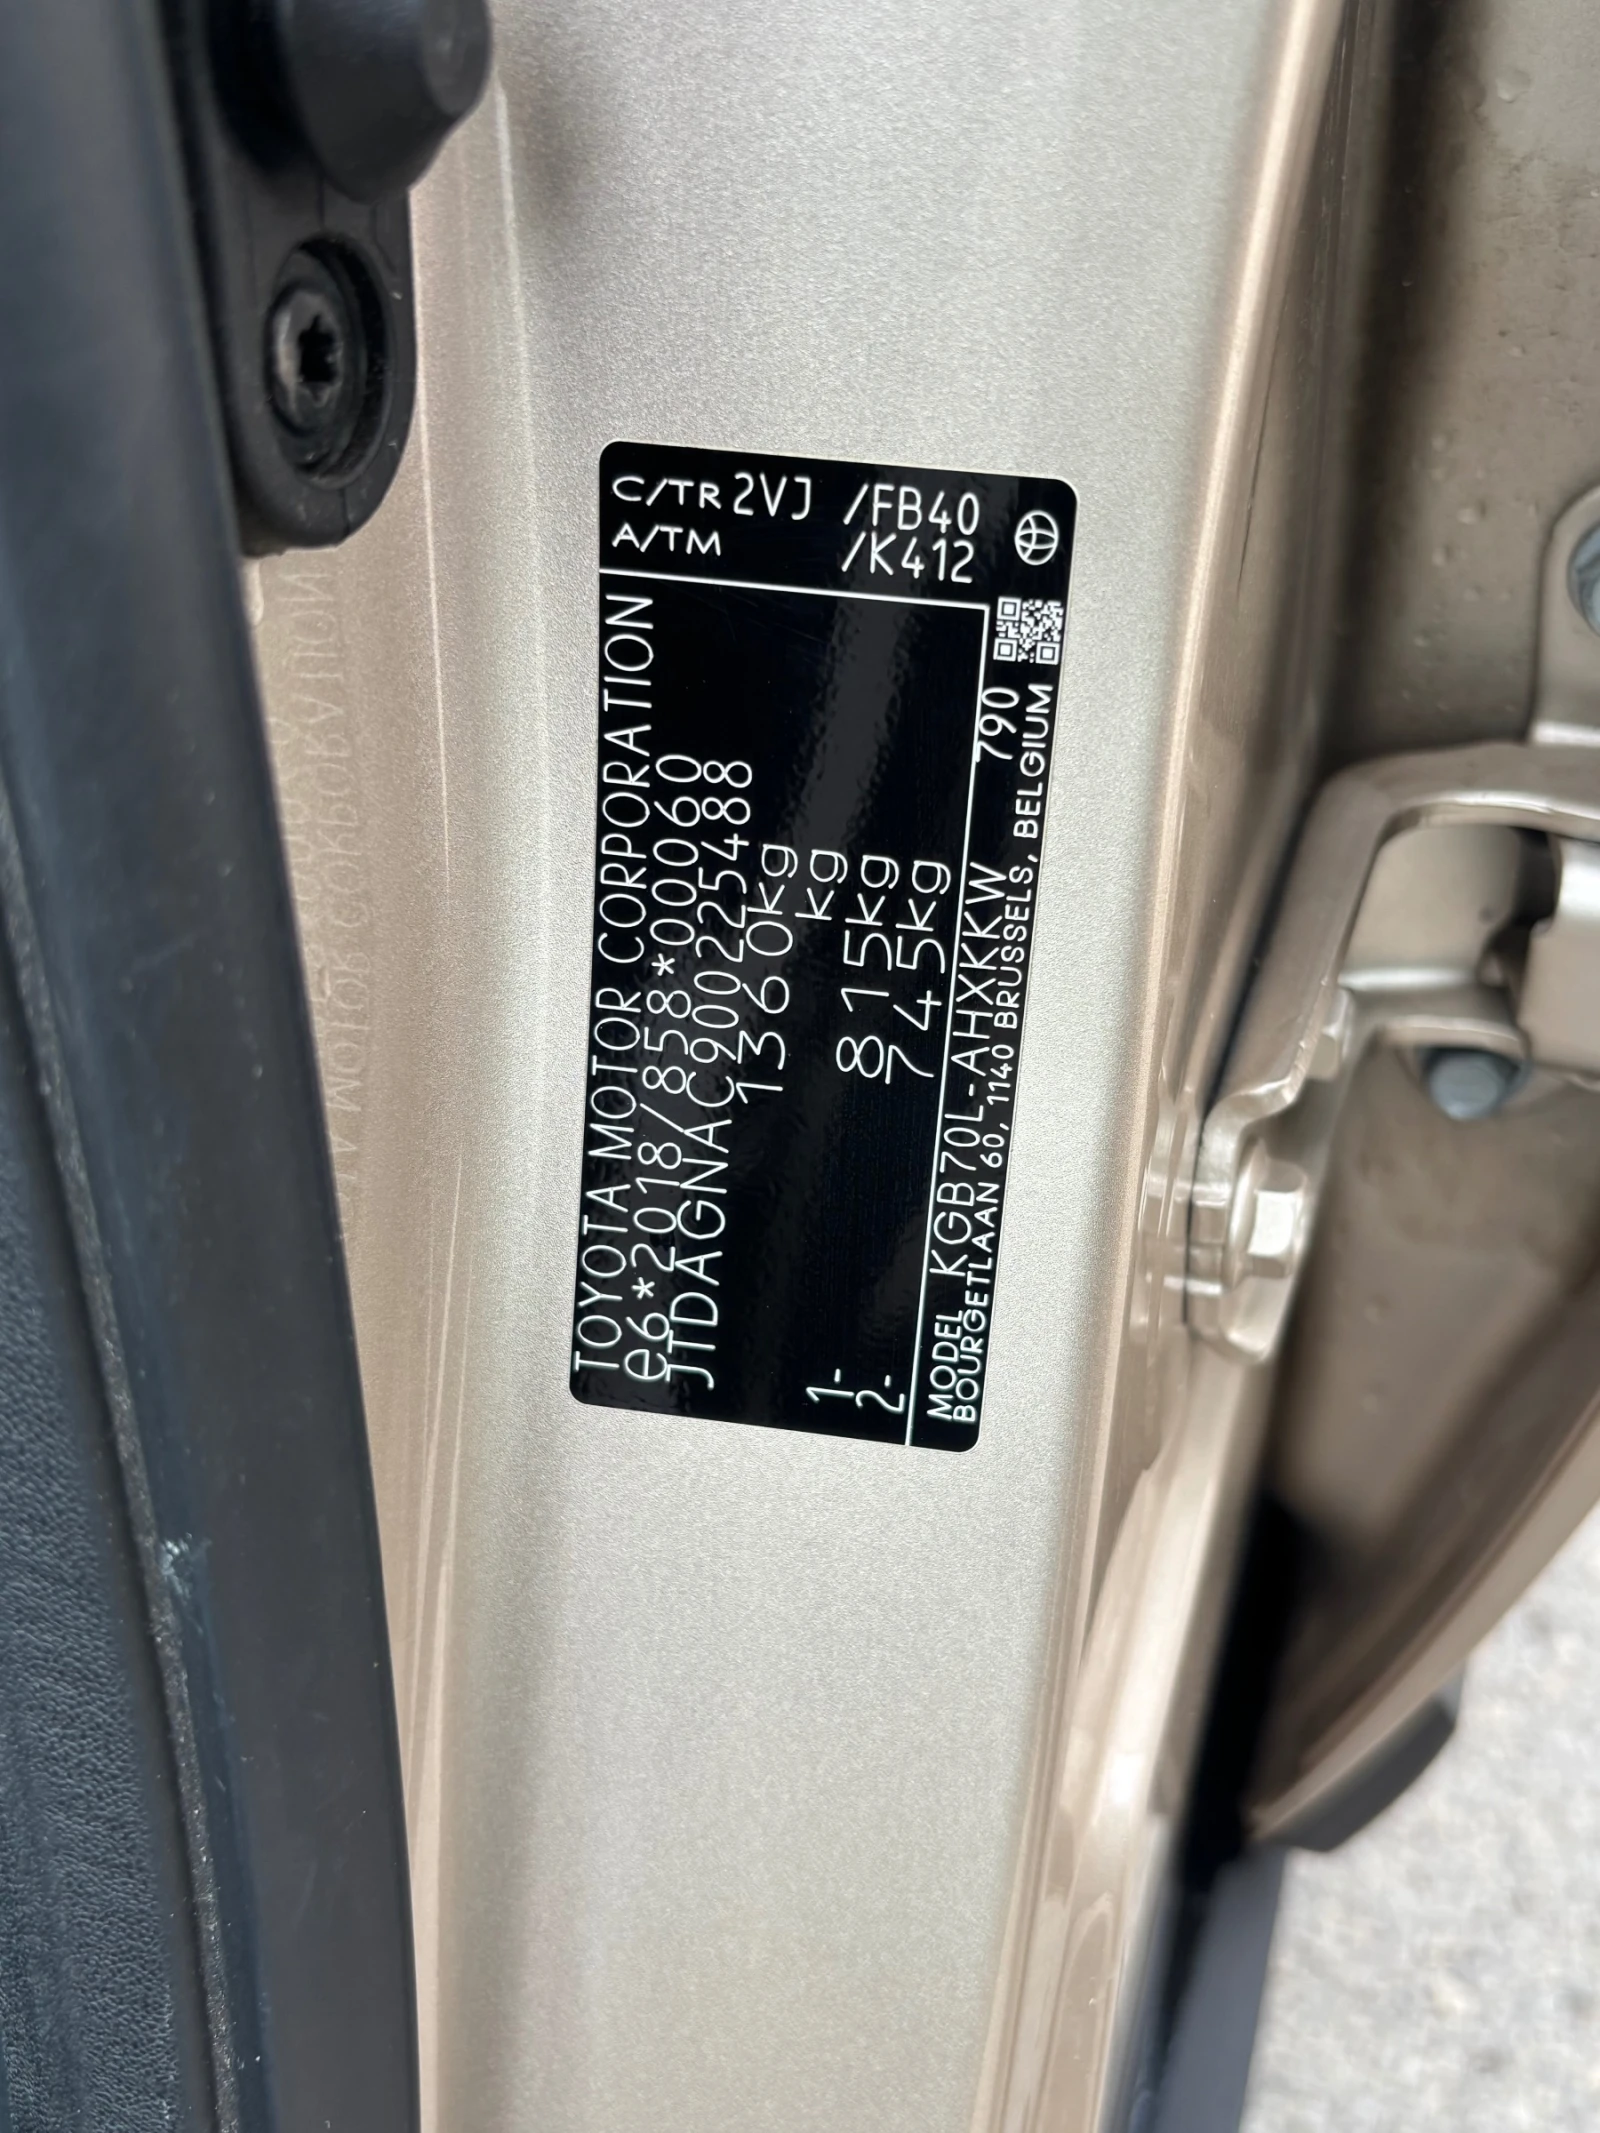 TOYOTA MOTOR CORPORATION
e6*2018/858*00060
JTDAGNAC900225488
1360kg
kg
1- 815kg
2- 745kg
MODEL KGB70L-AHXKKW 790
BOURGETLAAN 60, 1140 BRUSSELS, BELGIUM
C/TR 2VJ /FB40
A/TM /K412